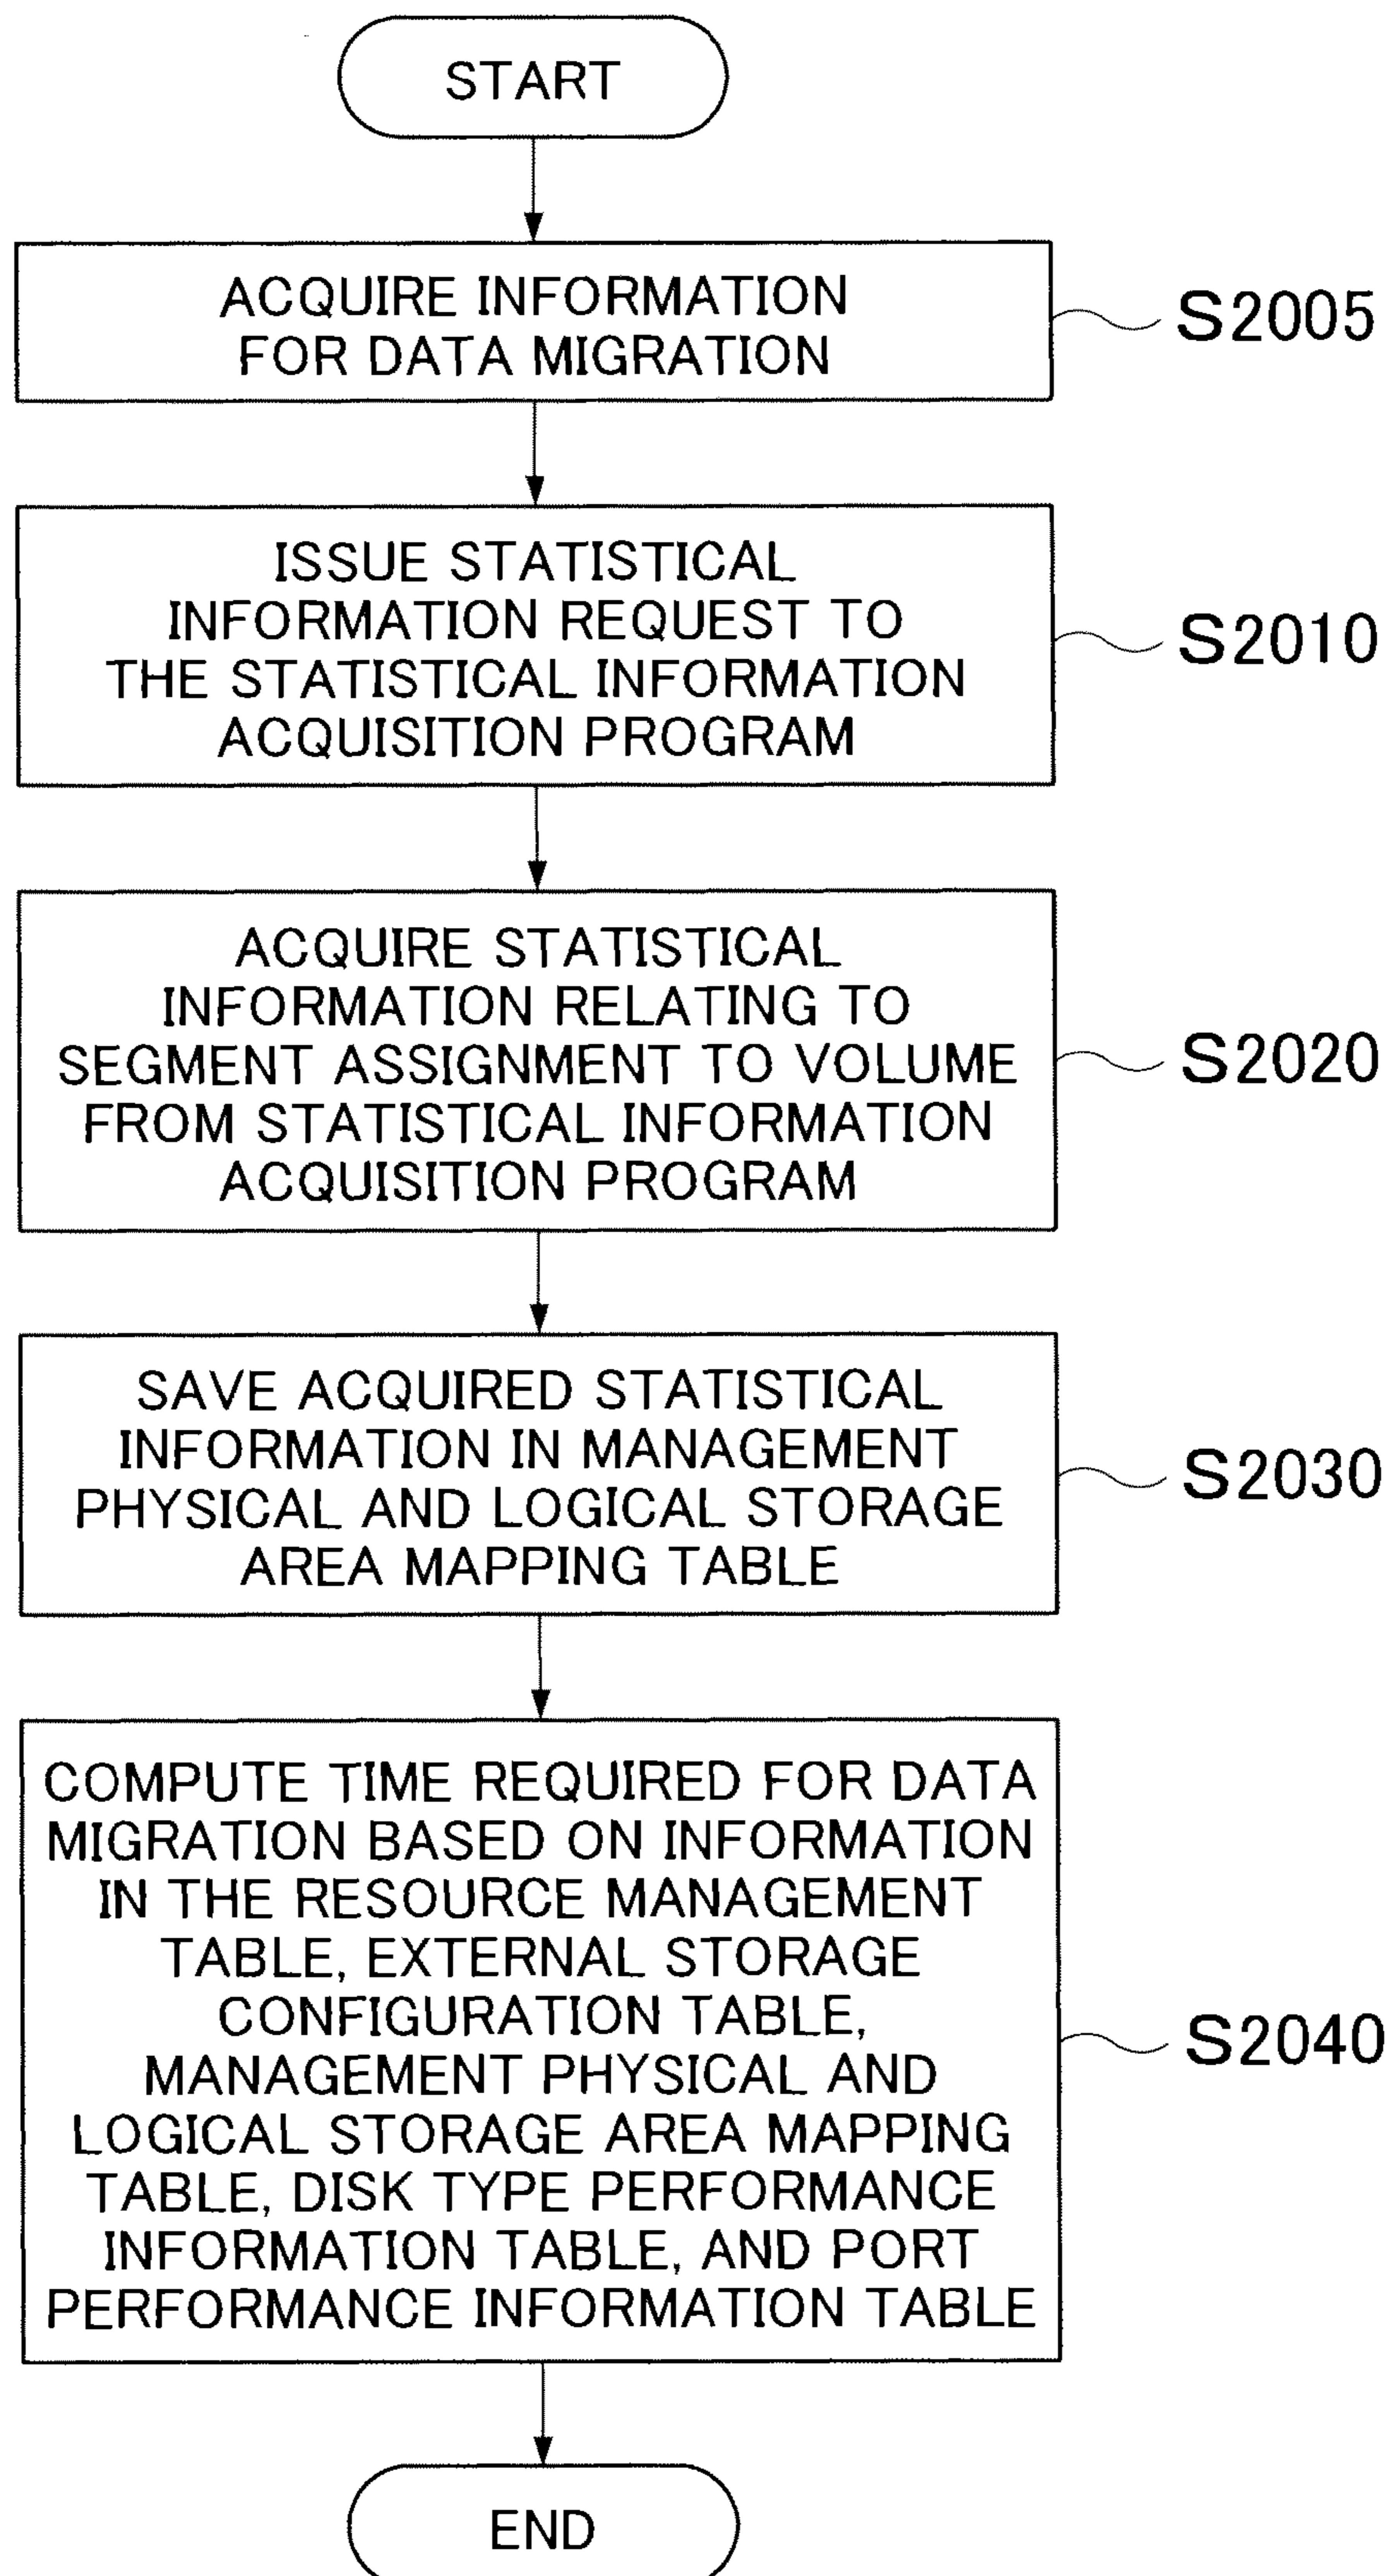 START
ACQUIRE INFORMATION
FOR DATA MIGRATION
S2005
ISSUE STATISTICAL
INFORMATION REQUEST TO
THE STATISTICAL INFORMATION
ACQUISITION PROGRAM
S2010
ACQUIRE STATISTICAL
INFORMATION RELATING TO
SEGMENT ASSIGNMENT TO VOLUME
FROM STATISTICAL INFORMATION
ACQUISITION PROGRAM
S2020
SAVE ACQUIRED STATISTICAL
INFORMATION IN MANAGEMENT
PHYSICAL AND LOGICAL STORAGE
AREA MAPPING TABLE
S2030
COMPUTE TIME REQUIRED FOR DATA
MIGRATION BASED ON INFORMATION
IN THE RESOURCE MANAGEMENT
TABLE, EXTERNAL STORAGE
CONFIGURATION TABLE,
MANAGEMENT PHYSICAL AND
LOGICAL STORAGE AREA MAPPING
TABLE, DISK TYPE PERFORMANCE
INFORMATION TABLE, AND PORT
PERFORMANCE INFORMATION TABLE
S2040
END